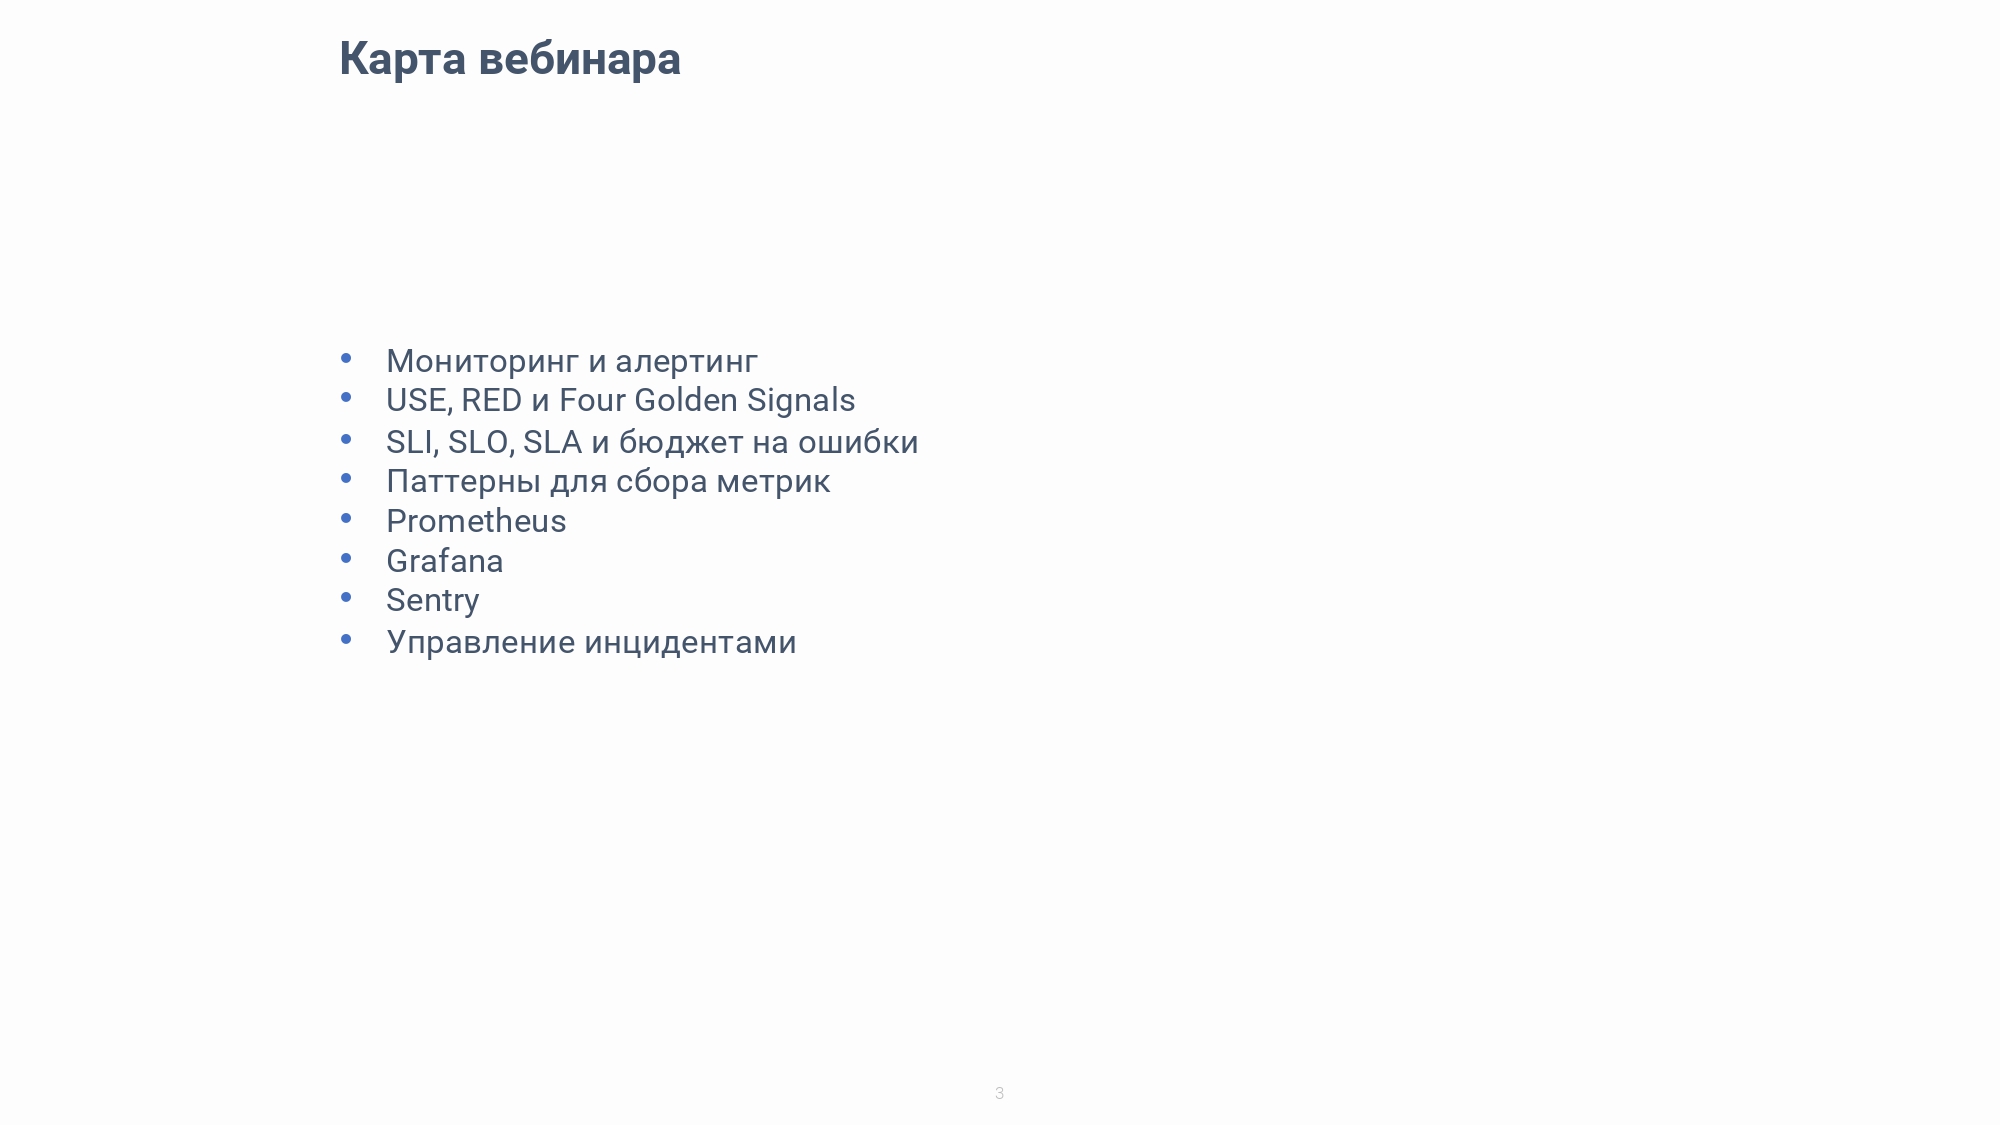 Карта вебинара
• Мониторинг и алертинг
• USE, RED и Four Golden Signals
• SLI, SLO, SLA и бюджет на ошибки
• Паттерны для сбора метрик
• Prometheus
• Grafana
• Sentry
• Управление инцидентами
3